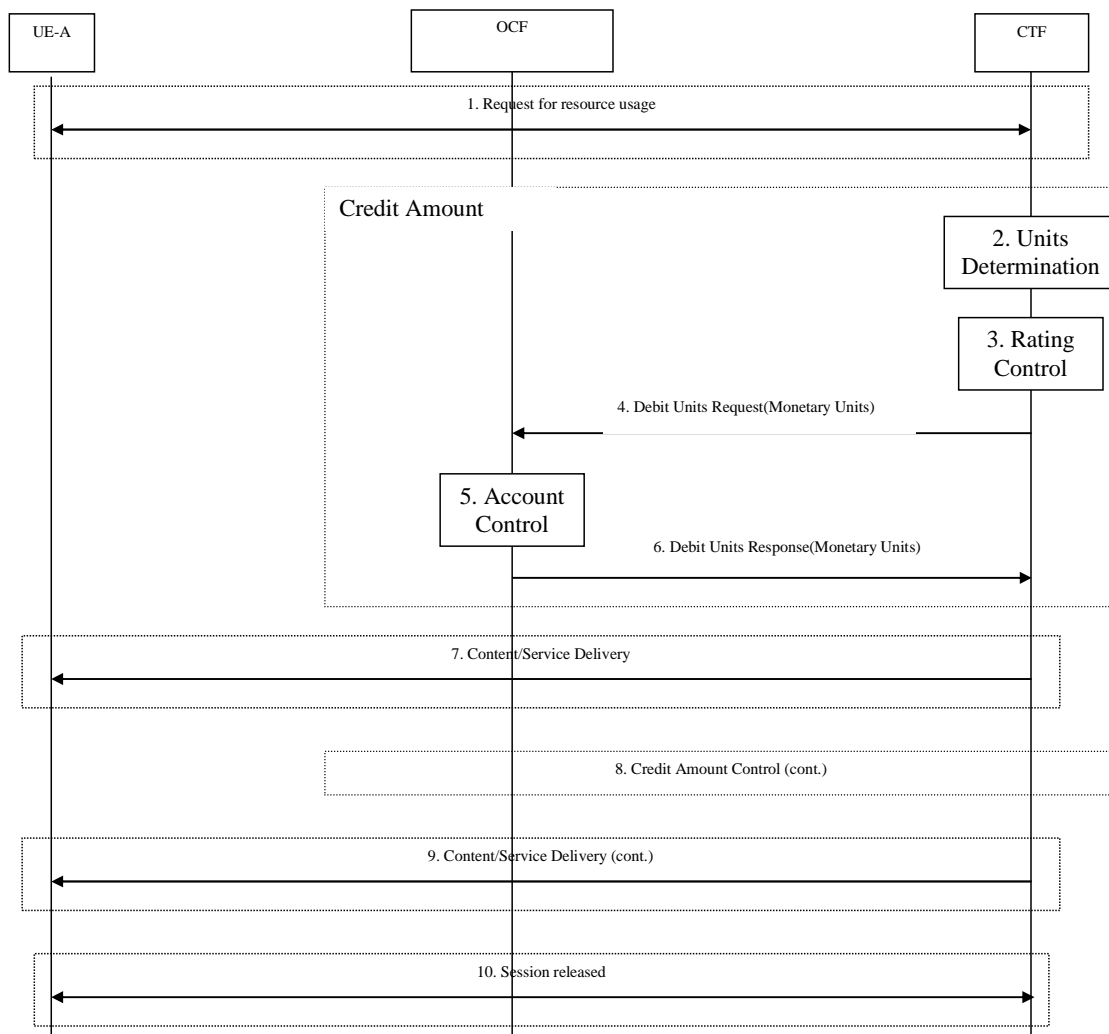 UE-A
OCF
CTF
1. Request for resource usage
Credit Amount
2. Units
Determination
3. Rating
Control
4. Debit Units Request(Monetary Units)
5. Account
Control
6. Debit Units Response(Monetary Units)
7. Content/Service Delivery
8. Credit Amount Control (cont.)
9. Content/Service Delivery (cont.)
10. Session released